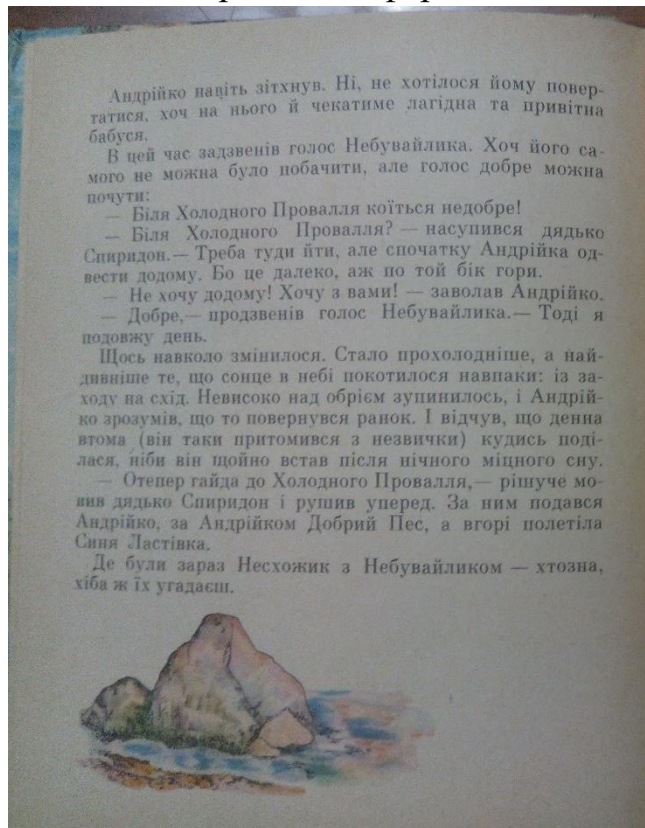 Андрійко навіть зітхнув. Ні, не хотілося йому повер-
татися, хоч на нього й чекатиме лагідна та привітна
бабуся.
В цей час задзвенів голос Небувайлика. Хоч його са-
мого не можна було побачити, але голос добре можна
почути:
— Біля Холодного Провалля коїться недобре!
— Біля Холодного Провалля? — насупився дядько
Спиридон.— Треба туди йти, але спочатку Андрійка од-
вести додому. Бо це далеко, аж по той бік гори.
— Не хочу додому! Хочу з вами! — заволав Андрійко.
— Добре,— продзвенів голос Небувайлика.— Тоді я
подовжу день.
Щось навколо змінилося. Стало прохолодніше, а най-
дивніше те, що сонце в небі покотилося навпаки: із за-
ходу на схід. Невисоко над обрієм зупинилось, і Андрій-
ко зрозумів, що то повернувся ранок. І відчув, що денна
втома (він таки притомився з незвички) кудись поді-
лася, ніби він щойно встав після нічного міцного сну.
— Отепер гайда до Холодного Провалля,— рішуче мо-
вив дядько Спиридон і рушив уперед. За ним подався
Андрійко, за Андрійком Добрий Пес, а вгорі полетіла
Синя Ластівка.
Де були зараз Несхожик з Небувайликом — хтозна,
хіба ж їх угадаєш.